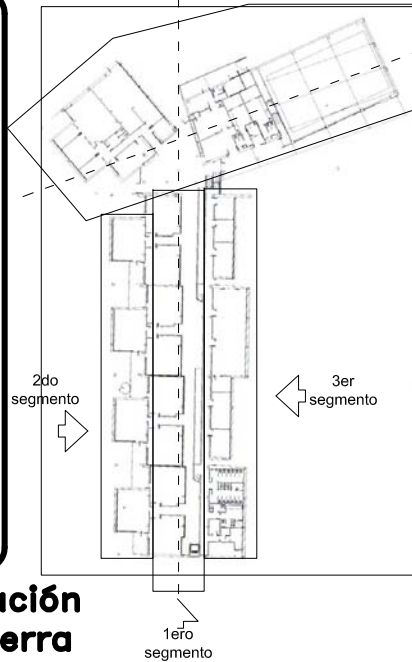 2do
segmento
3er
segmento
ación
erra
1ero
segmento